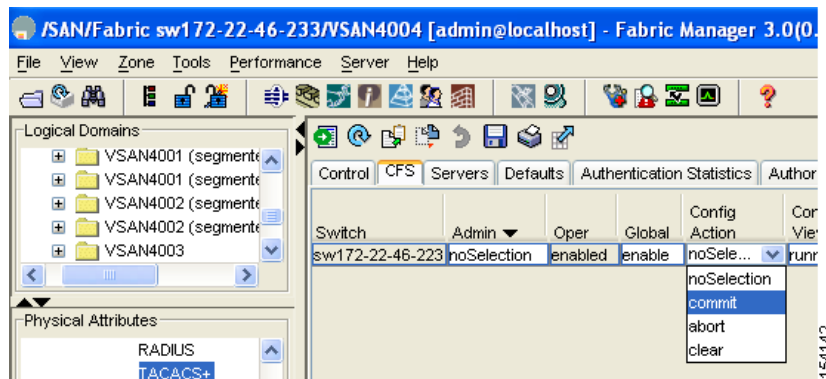 /SAN/Fabric sw172-22-46-233/VSAN4004 [admin@localhost] - Fabric Manager 3.0(0.
File View Zone Tools Performance Server Help
Logical Domains
VSAN4001 (segmente
VSAN4001 (segmente
VSAN4002 (segmente
VSAN4002 (segmente
VSAN4003
Physical Attributes
RADIUS
TACACS+
Control CFS Servers Defaults Authentication Statistics Author
Switch Admin Oper Global Config Action Con Vie
sw172-22-46-223 noSelection enabled enable noSele... runn
noSelection
commit
abort
clear
154142